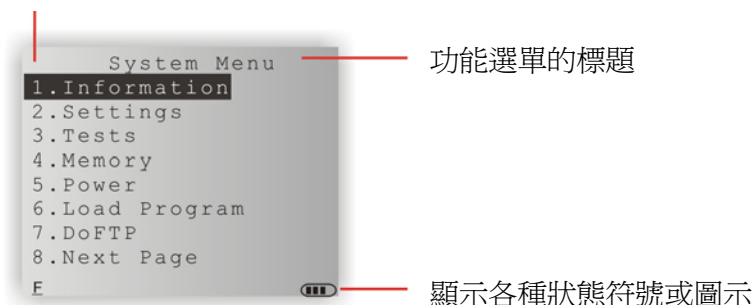 System Menu
功能選單的標題
1.Information
2.Settings
3.Tests
4.Memory
5.Power
6.Load Program
7.DoFTP
8.Next Page
F
顯示各種狀態符號或圖示